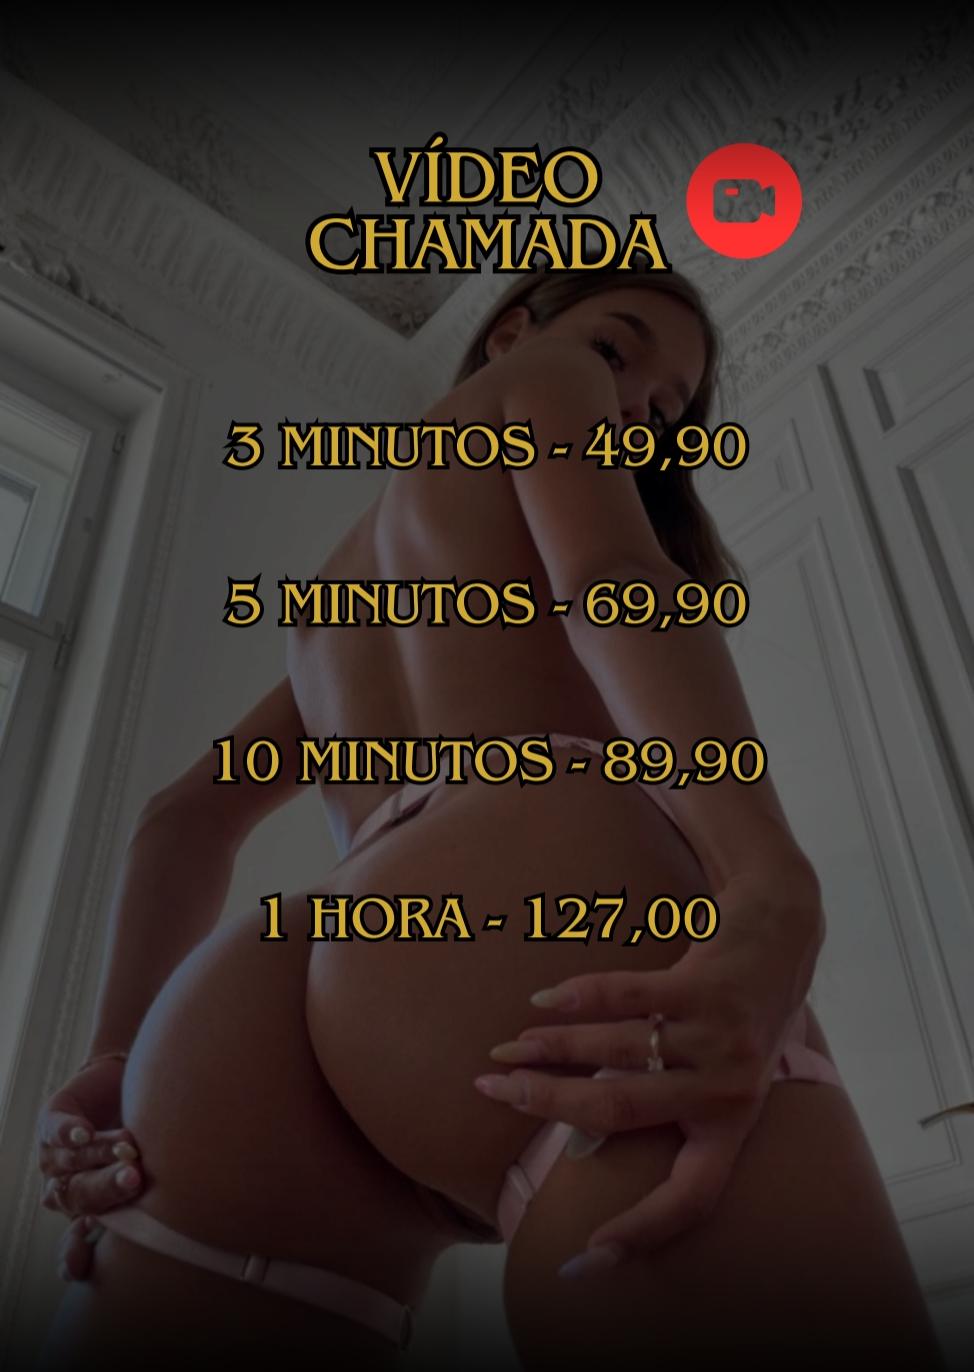 VÍDEO
CHAMADA
3 MINUTOS - 49,90
5 MINUTOS - 69,90
10 MINUTOS - 89,90
1 HORA - 127,00